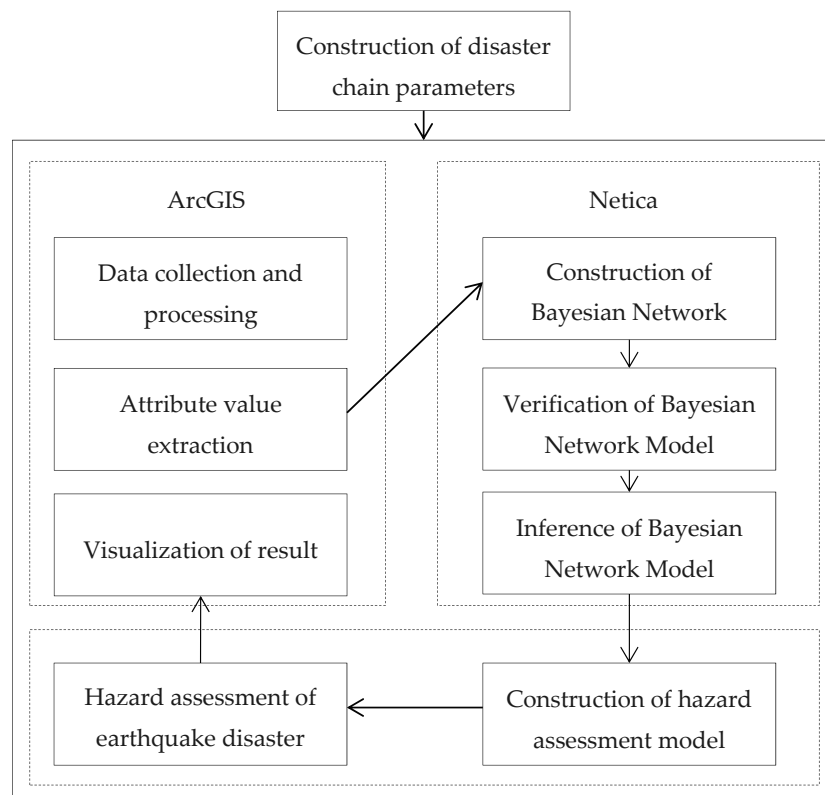 Construction of disaster
chain parameters
ArcGIS
Data collection and
processing
Attribute value
extraction
Visualization of result
Netica
Construction of
Bayesian Network
Verification of Bayesian
Network Model
Inference of Bayesian
Network Model
Hazard assessment of
earthquake disaster
Construction of hazard
assessment model